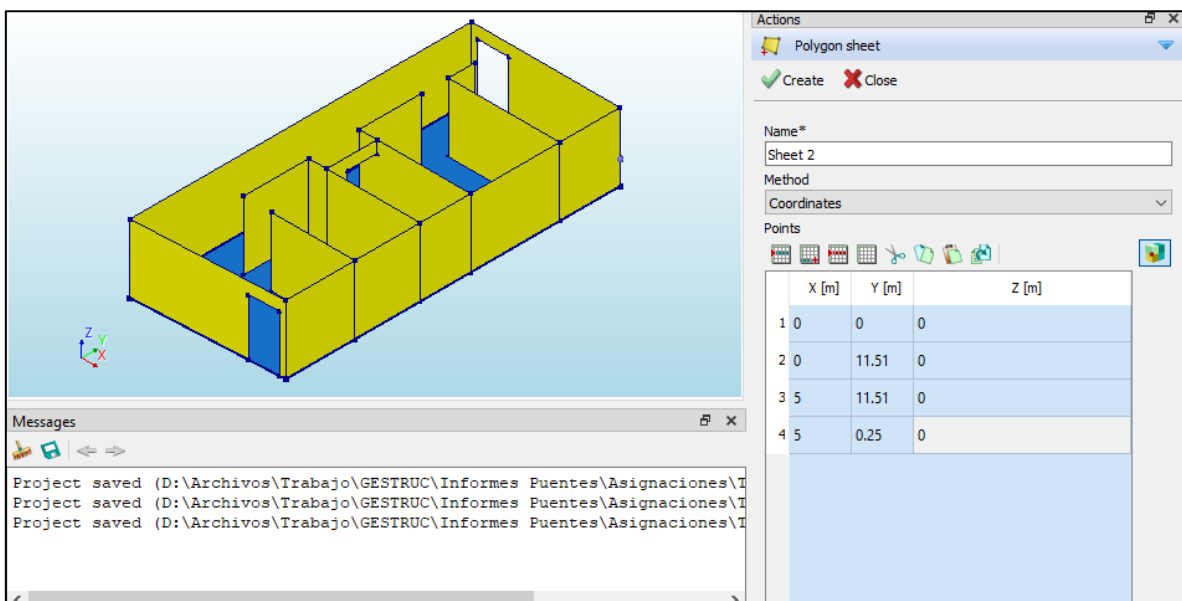 Actions
Polygon sheet
Create Close
Name*
Sheet 2
Method
Coordinates
Points
X [m] Y [m] Z [m]
1 0 0 0
2 0 11.51 0
3 5 11.51 0
4 5 0.25 0
Z
Y
X
Messages
Project saved (D:\Archivos\Trabajo\GESTRUC\Informes Puentes\Asignaciones\T
Project saved (D:\Archivos\Trabajo\GESTRUC\Informes Puentes\Asignaciones\T
Project saved (D:\Archivos\Trabajo\GESTRUC\Informes Puentes\Asignaciones\T